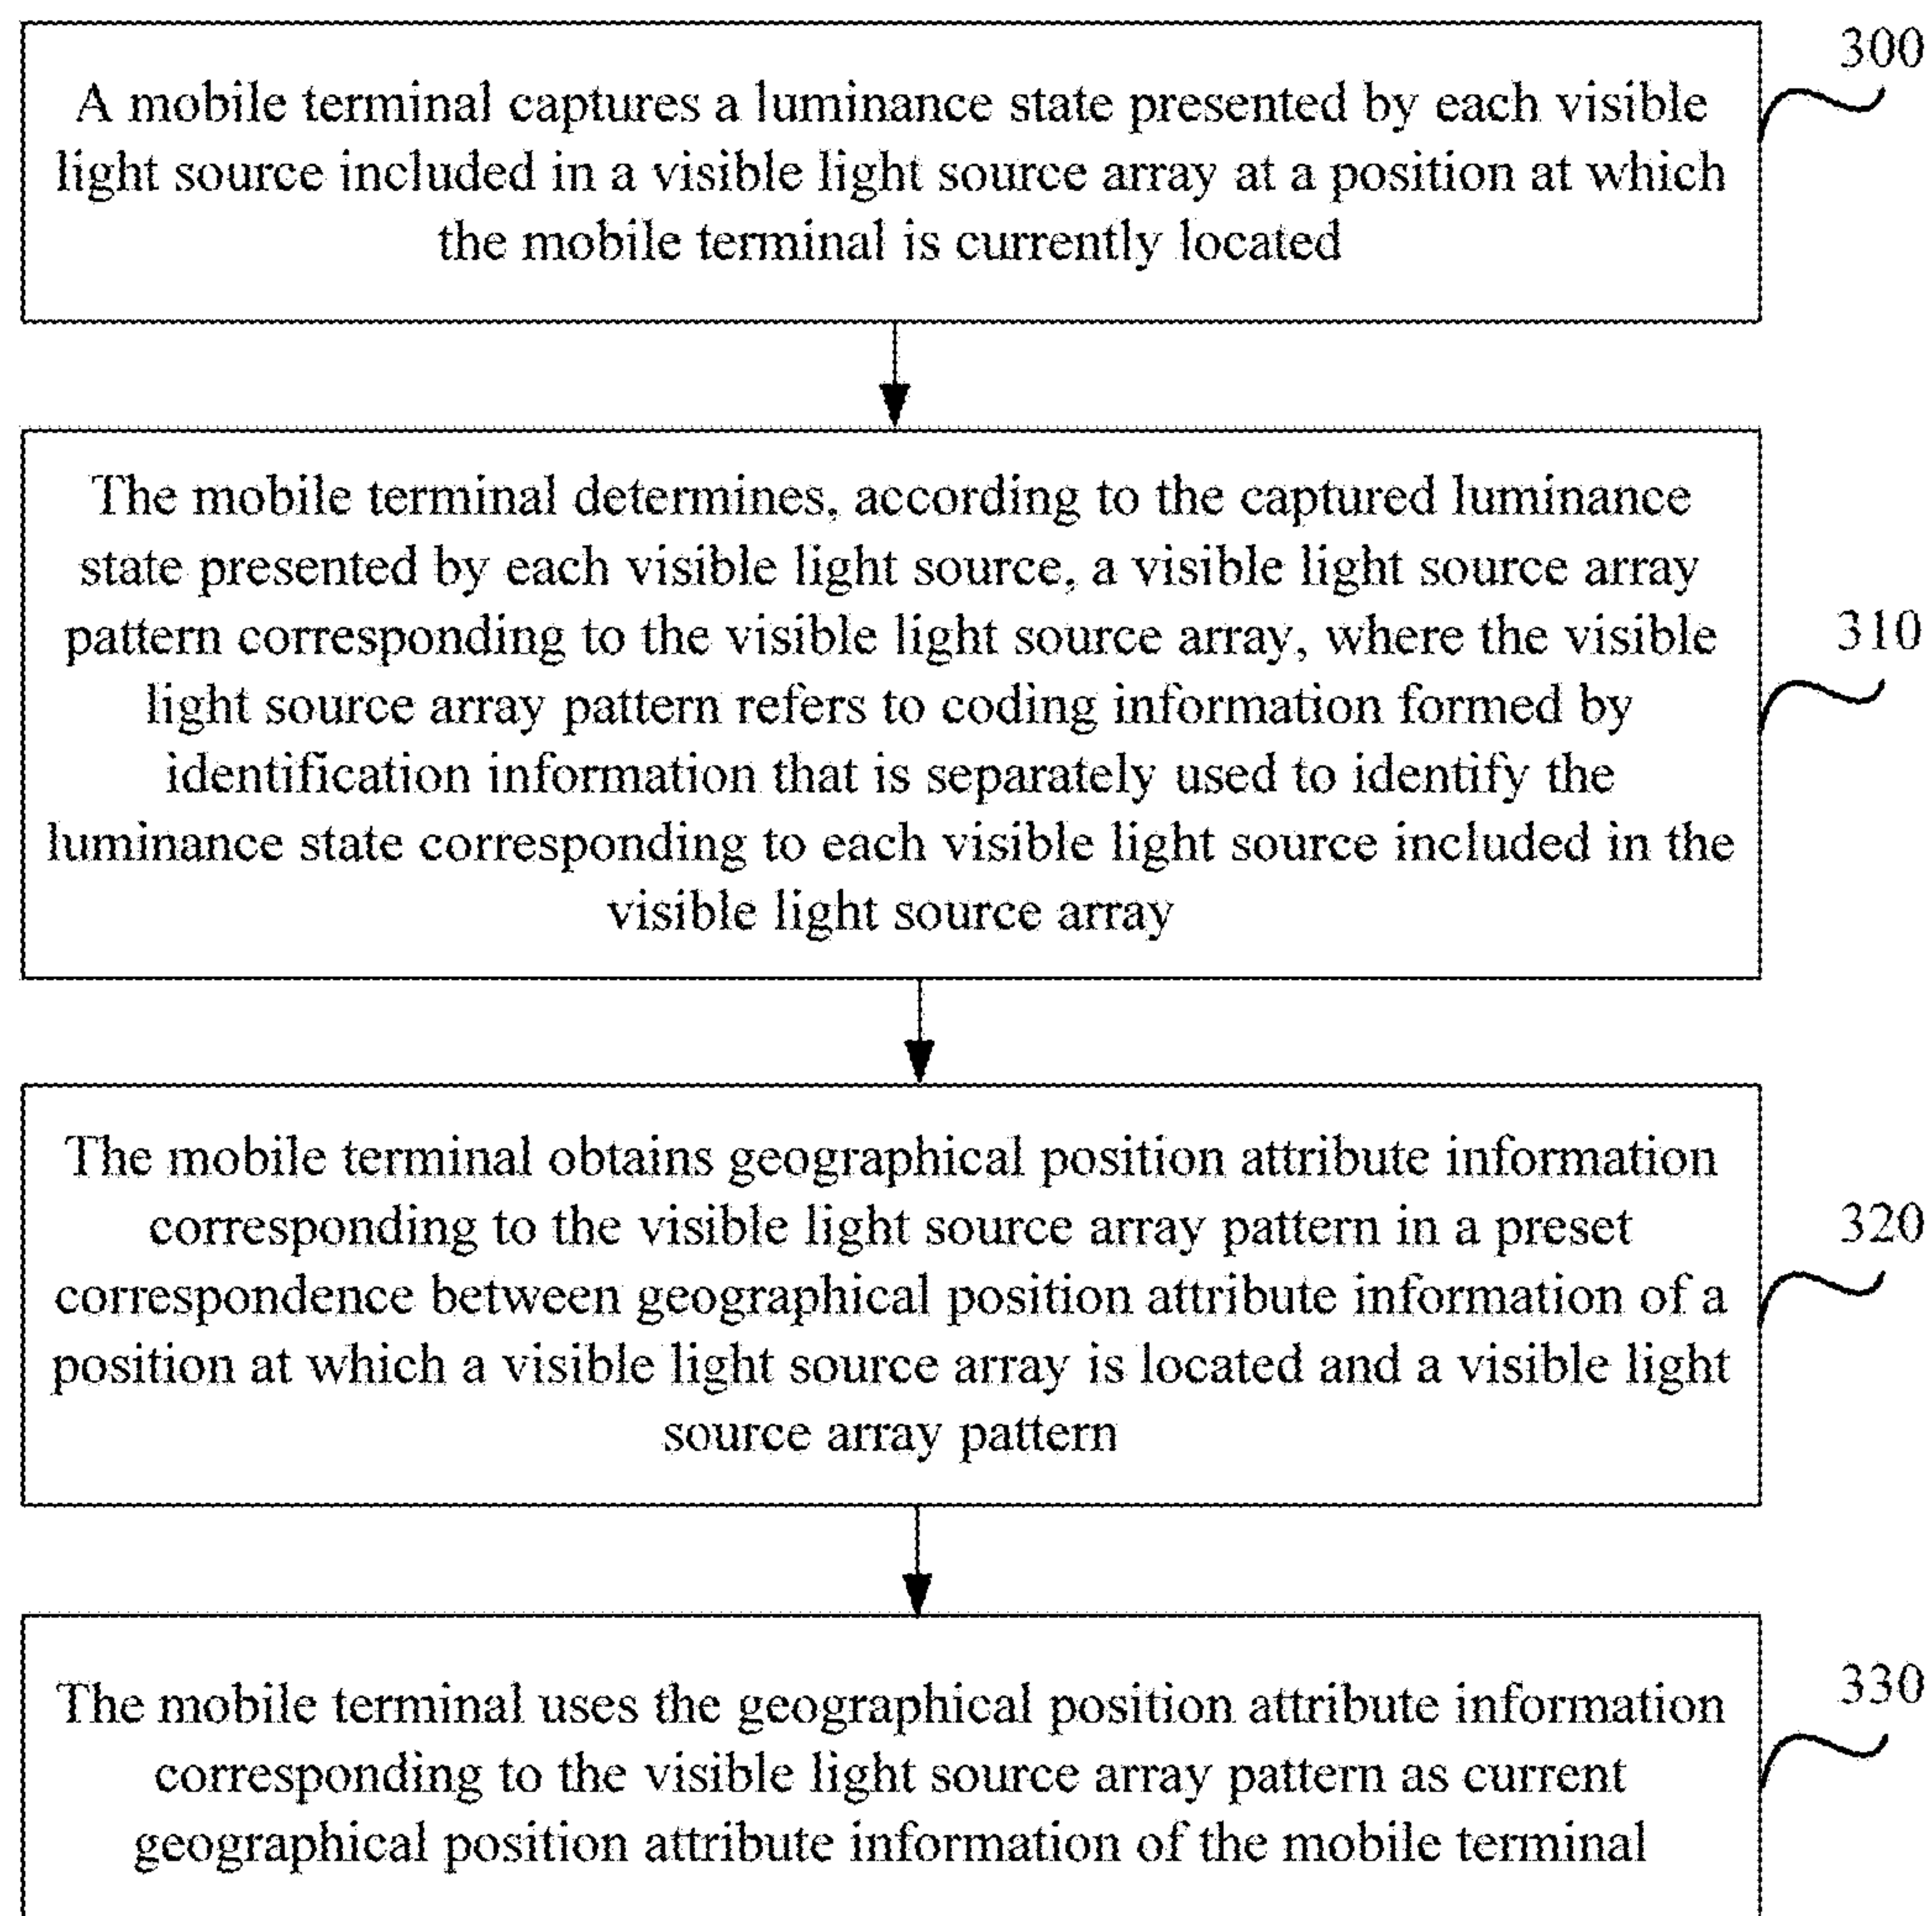 300
A mobile terminal captures a luminance state presented by each visible
light source included in a visible light source array at a position at which
the mobile terminal is currently located
The mobile terminal determines, according to the captured luminance
state presented by each visible light source, a visible light source array
pattern corresponding to the visible light source array, where the visible
light source array pattern refers to coding information formed by
identification information that is separately used to identify the
luminance state corresponding to each visible light source included in the
visible light source array
310
The mobile terminal obtains geographical position attribute information
corresponding to the visible light source array pattern in a preset
correspondence between geographical position attribute information of a
position at which a visible light source array is located and a visible light
source array pattern
320
The mobile terminal uses the geographical position attribute information
corresponding to the visible light source array pattern as current
geographical position attribute information of the mobile terminal
330